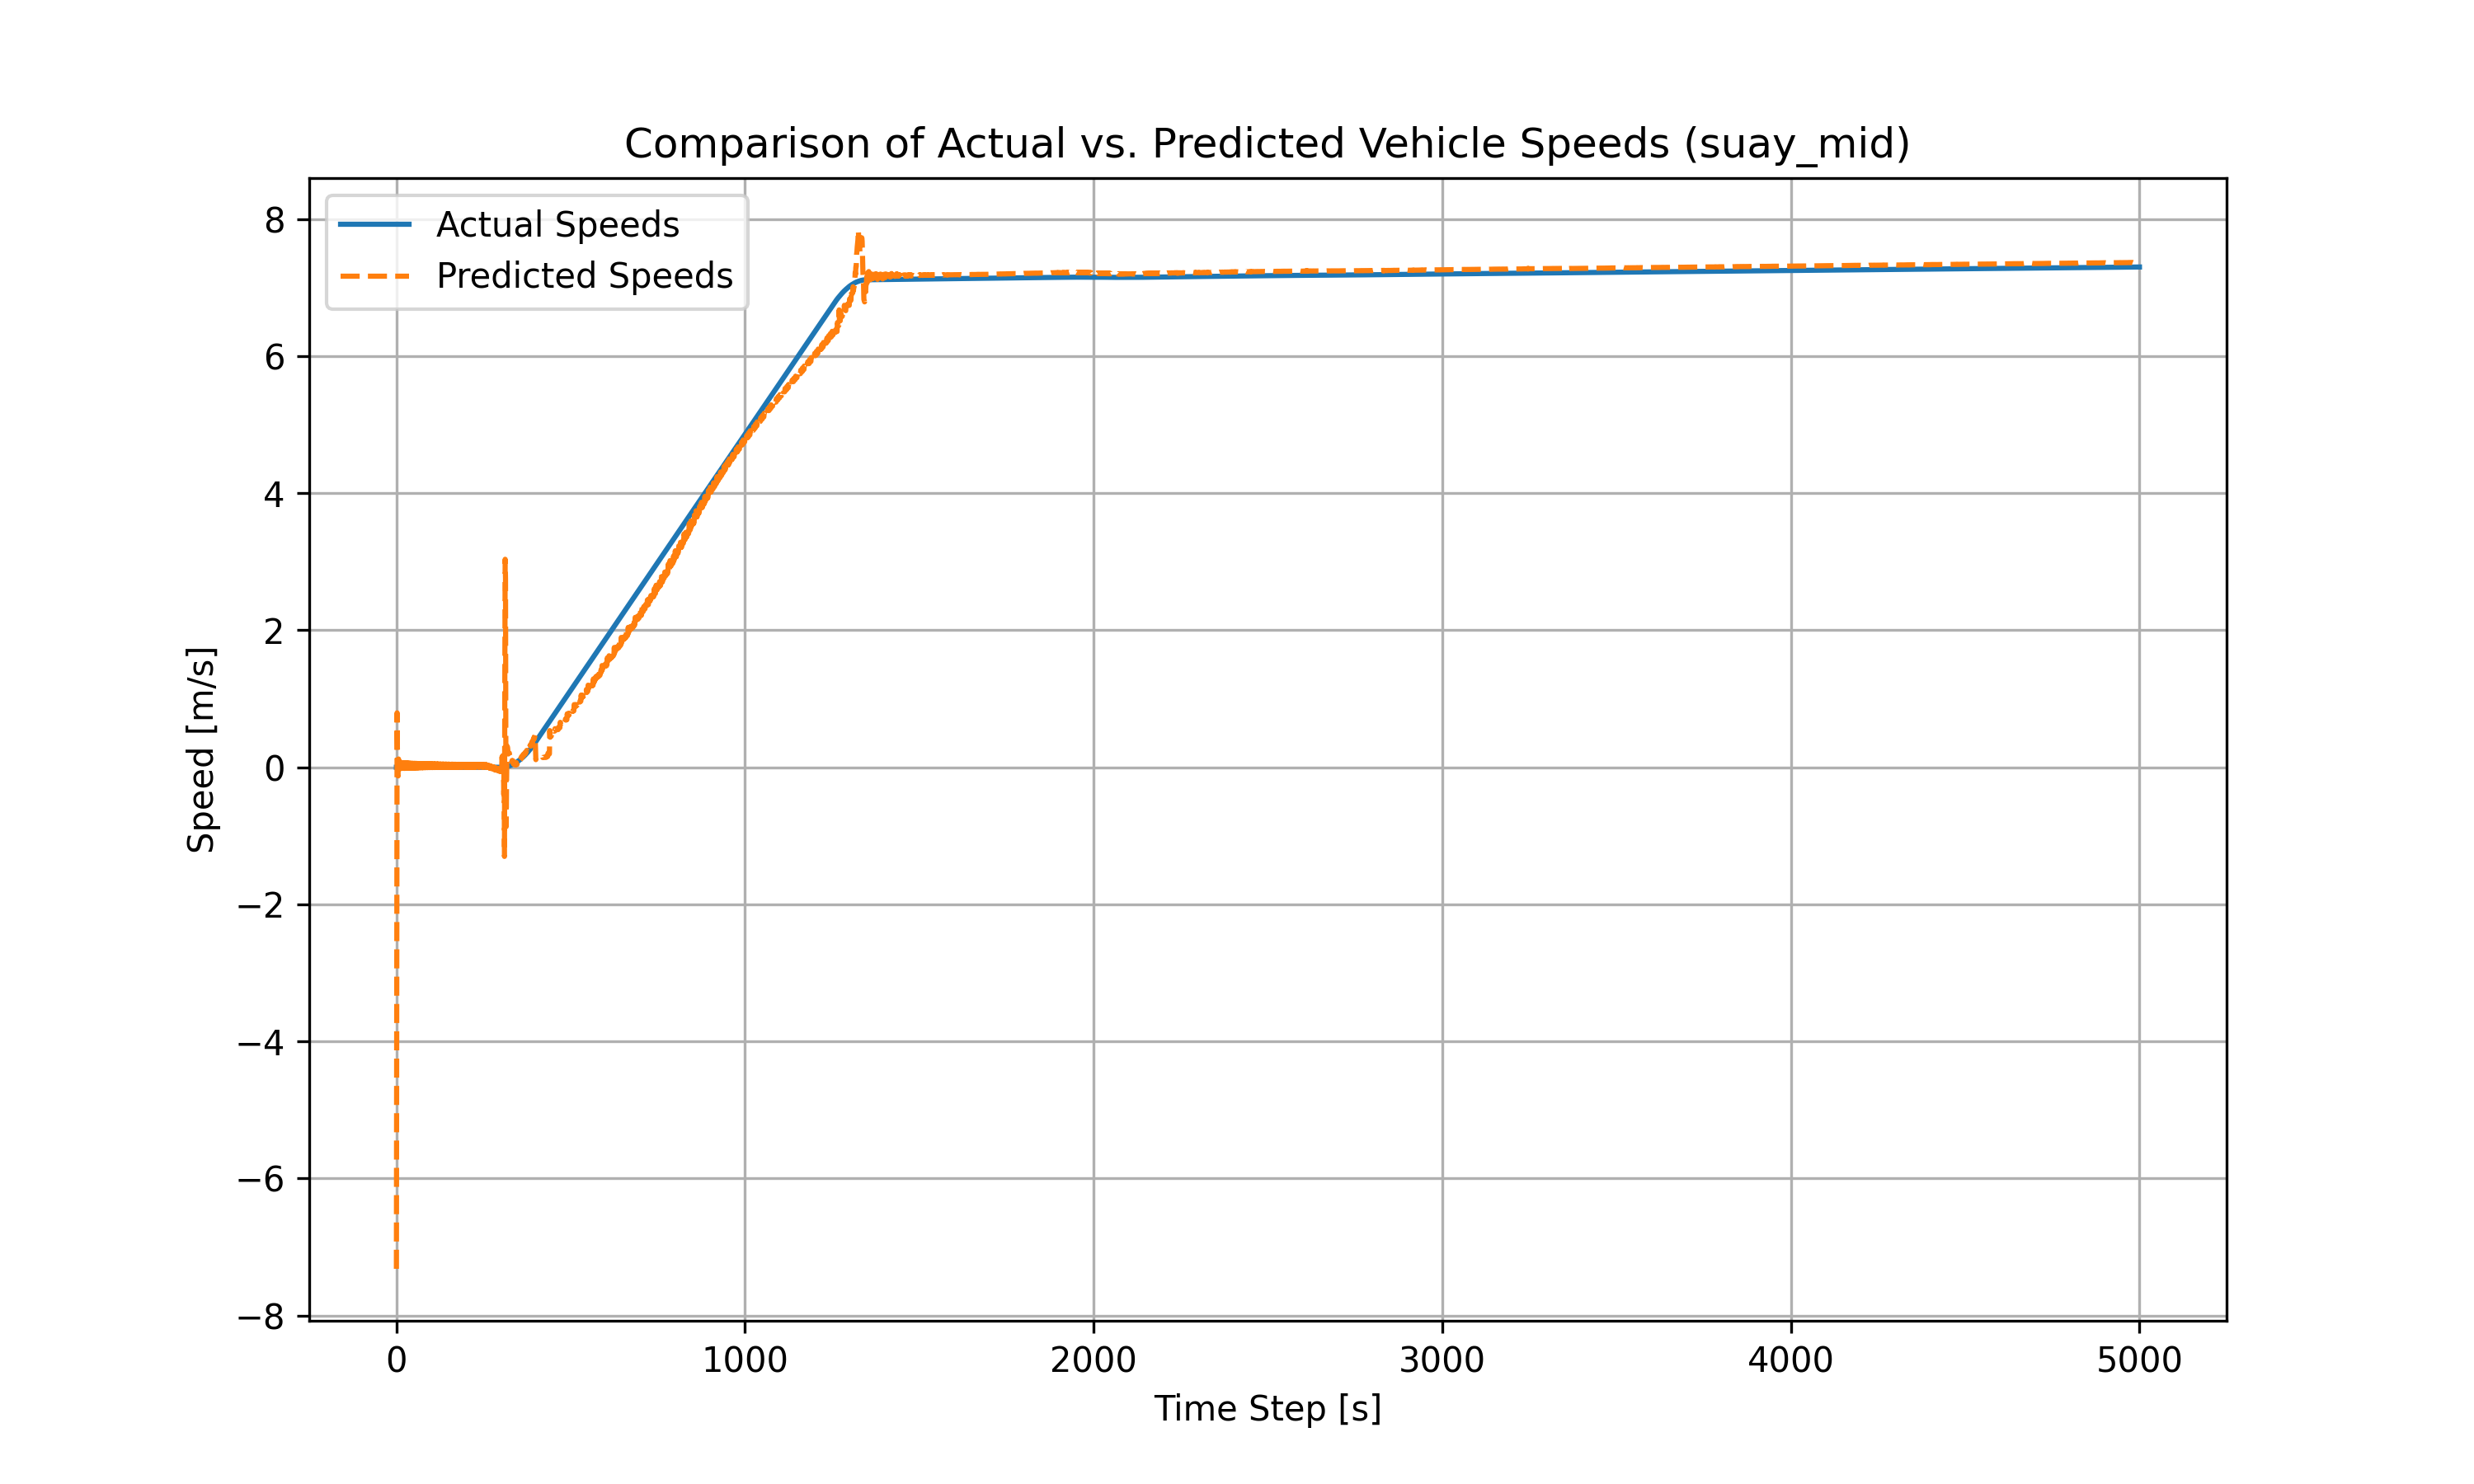 Comparison of Actual vs. Predicted Vehicle Speeds (suay_mid)
Actual Speeds
Predicted Speeds
Speed [m/s]
8
6
4
2
0
−2
−4
−6
−8
0 1000 2000 3000 4000 5000
Time Step [s]